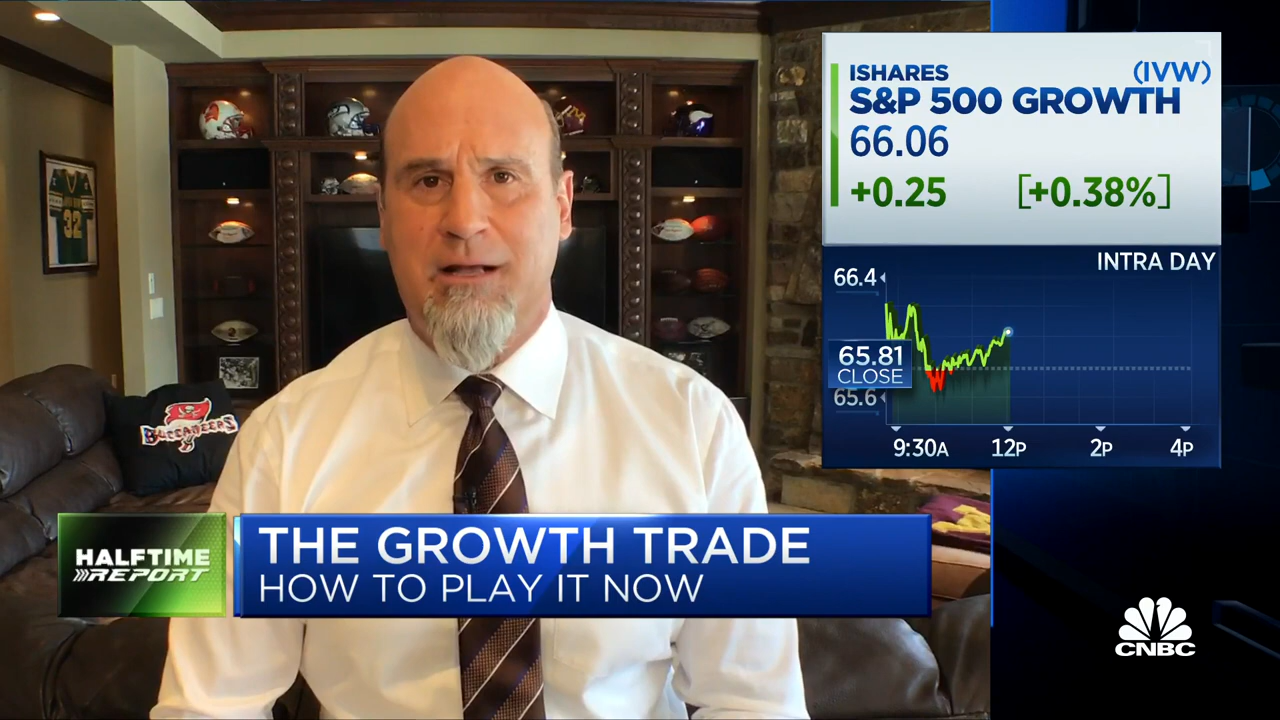 ISHARES
(IVW)
S&P 500 GROWTH
66.06
+0.25
[+0.38%]
INTRA DAY
66.4
65.81
CLOSE
65.6
9:30A
12P
2P
4P
32
BUCCANEERS
HALFTIME
REPORT
THE GROWTH TRADE
HOW TO PLAY IT NOW
CNBC